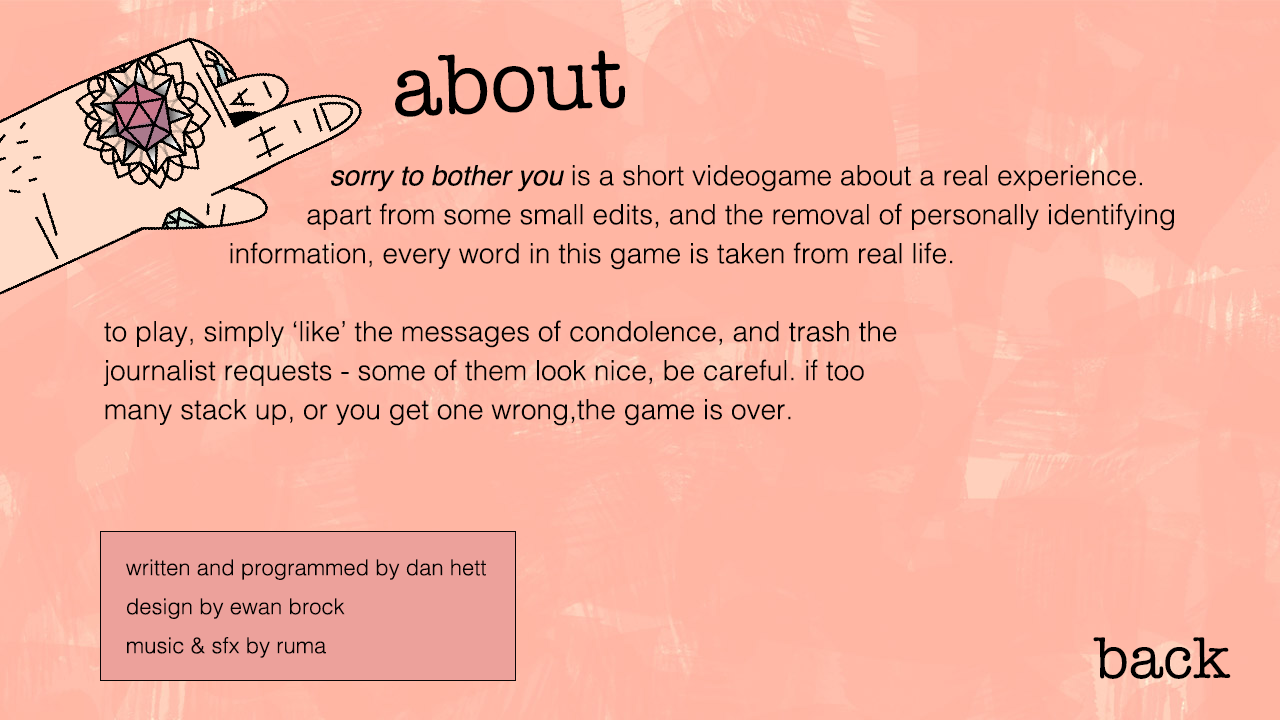 about
sorry to bother you is a short videogame about a real experience.
apart from some small edits, and the removal of personally identifying
information, every word in this game is taken from real life.
to play, simply ‘like’ the messages of condolence, and trash the
journalist requests - some of them look nice, be careful. if too
many stack up, or you get one wrong,the game is over.
written and programmed by dan hett
design by ewan brock
music & sfx by ruma
back